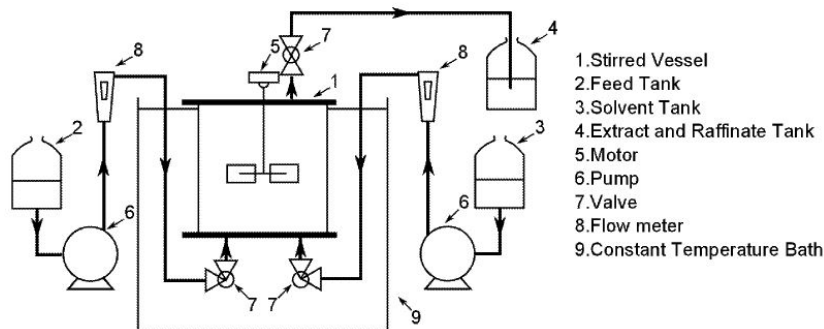 5
7
4
8
8
1
1.Stirred Vessel
2.Feed Tank
3.Solvent Tank
4.Extract and Raffinate Tank
5.Motor
6.Pump
7.Valve
8.Flow meter
9.Constant Temperature Bath
2
3
6
6
7
7
9